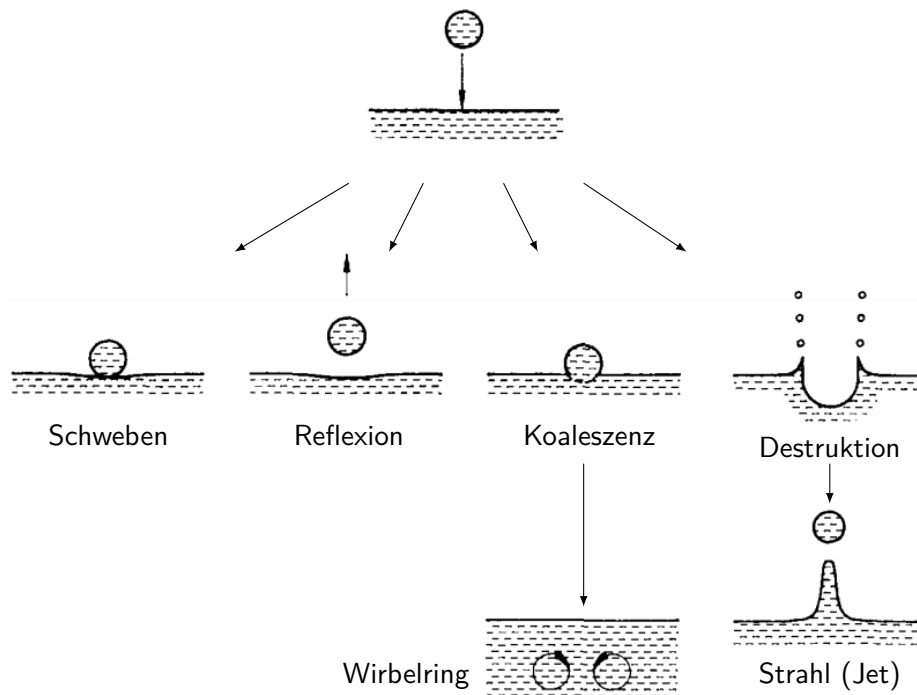 Schweben
Reflexion
Koaleszenz
Destruktion
Wirbelring
Strahl (Jet)